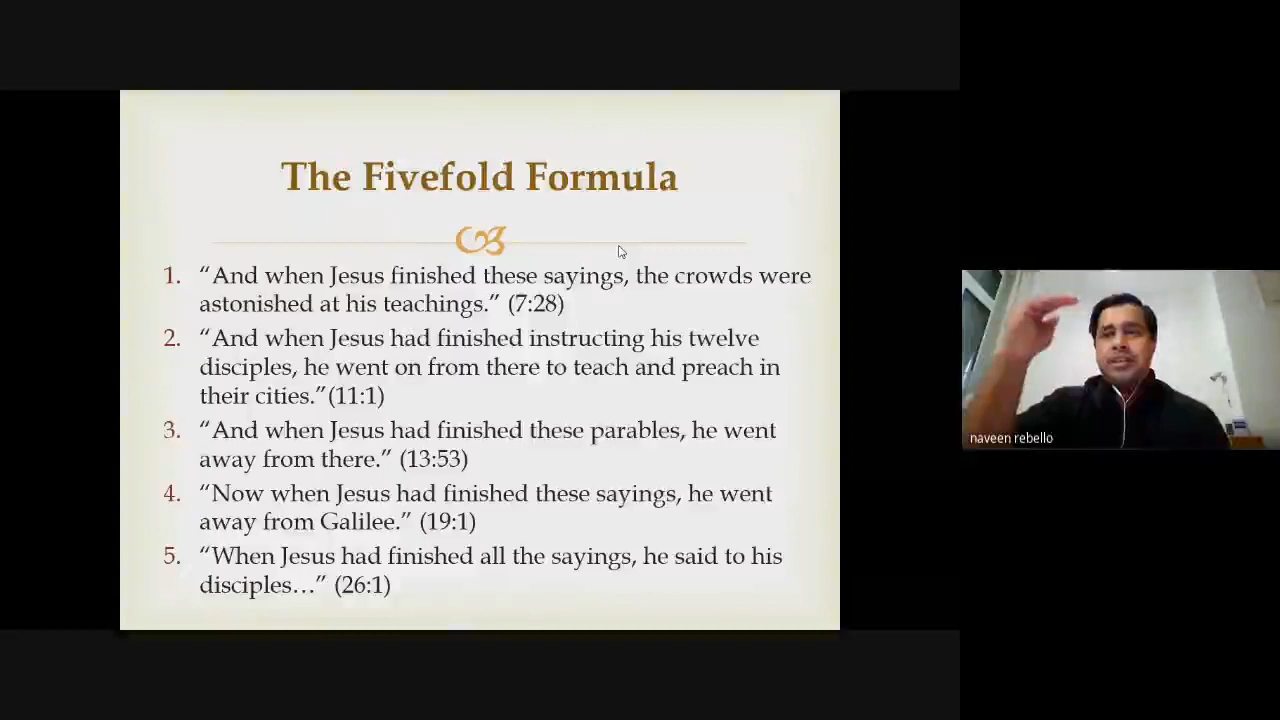 The Fivefold Formula
1. “And when Jesus finished these sayings, the crowds were
astonished at his teachings.” (7:28)
2. “And when Jesus had finished instructing his twelve
disciples, he went on from there to teach and preach in
their cities.”(11:1)
3. “And when Jesus had finished these parables, he went
away from there.” (13:53)
4. “Now when Jesus had finished these sayings, he went
away from Galilee.” (19:1)
5. “When Jesus had finished all the sayings, he said to his
disciples…” (26:1)
naveen rebello